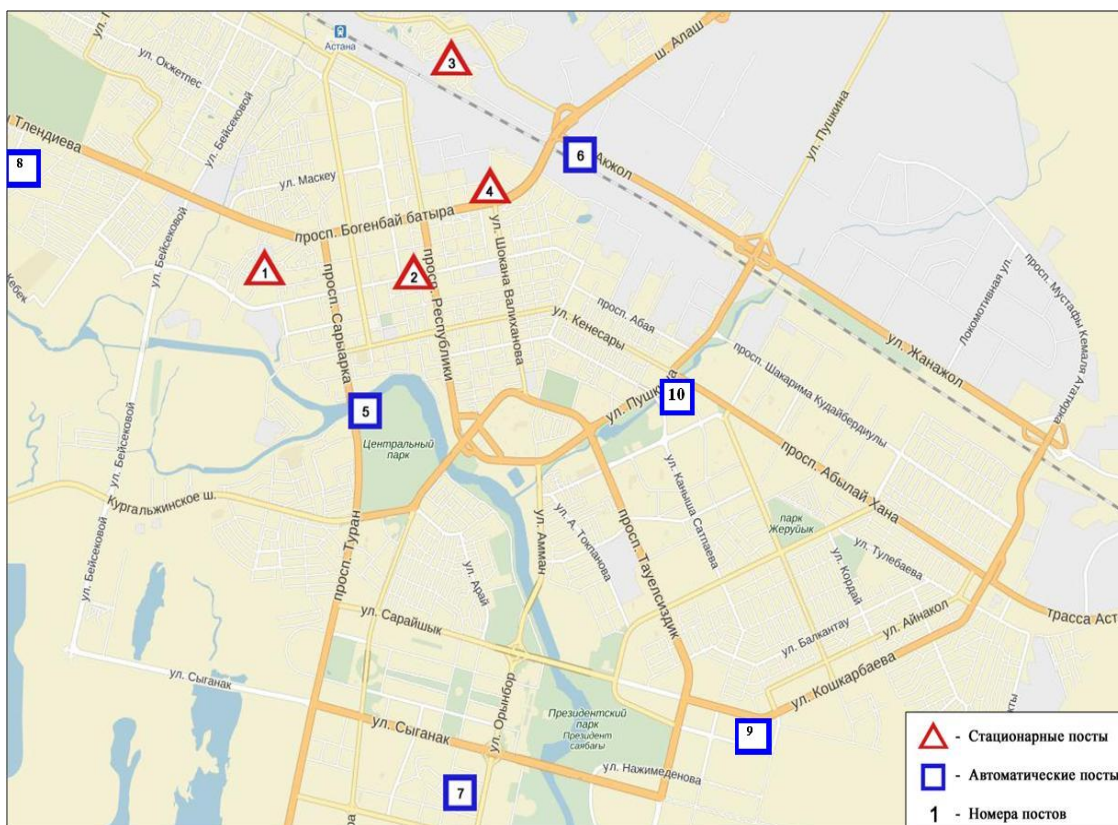 Астана
3
ш. Алаш
ул. Окжетпес
ул. Бейсековой
ул. Пушкина
Тлендиева
8
6
Акжол
ул. Маскеу
4
просп. Богенбай батыра
ул. Шокана Валиханова
просп. Мустафы Кемаля Ататюрка
Локомотивная ул.
ул. Бейсековой
1
2
Кебек
просп. Сарыарка
просп. Республики
просп. Абая
ул. Кенесары
ул. Жанажол
просп. Шакарима Кудайбердиулы
ул. Пушкина
10
5
Центральный
парк
ул. Бейсековой
Кургальжинское ш.
просп. Абылай Хана
ул. Каныша Сатпаева
парк
Жеруйык
ул. А. Токпанова
ул. Амман
просп. Тауелсиздик
просп. Туран
ул. Бейсековой
ул. Арай
ул. Тулебаева
ул. Кордай
ул. Сарайшык
ул. Балкантау
ул. Айнакол
трасса Аст
ул. Сыганак
ул. Орынбор
ул. Кошкарбаева
Президентский
парк
Президент
саябағы
ул. Сыганак
9
ул. Нажимеденова
7
- Стационарные посты
- Автоматические посты
1 - Номера постов